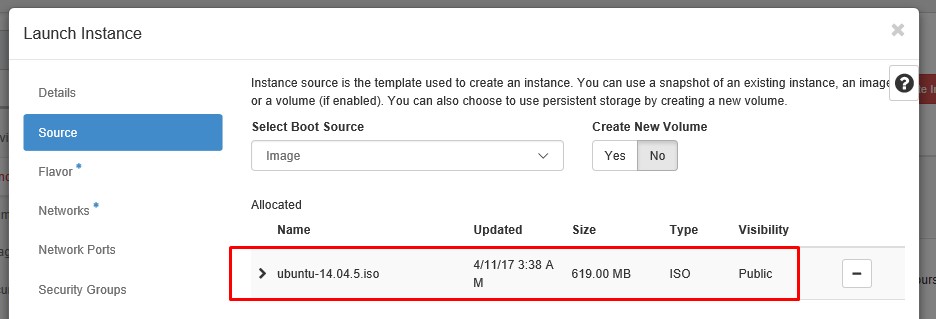 Launch Instance
×
Instance source is the template used to create an instance. You can use a snapshot of an existing instance, an image
or a volume (if enabled). You can also choose to use persistent storage by creating a new volume.
?
Details
Source
Flavor *
Networks *
Network Ports
Security Groups
Select Boot Source
Image
Create New Volume
Yes No
Allocated
Name Updated Size Type Visibility
ubuntu-14.04.5.iso 4/11/17 3:38 A
M 619.00 MB ISO Public